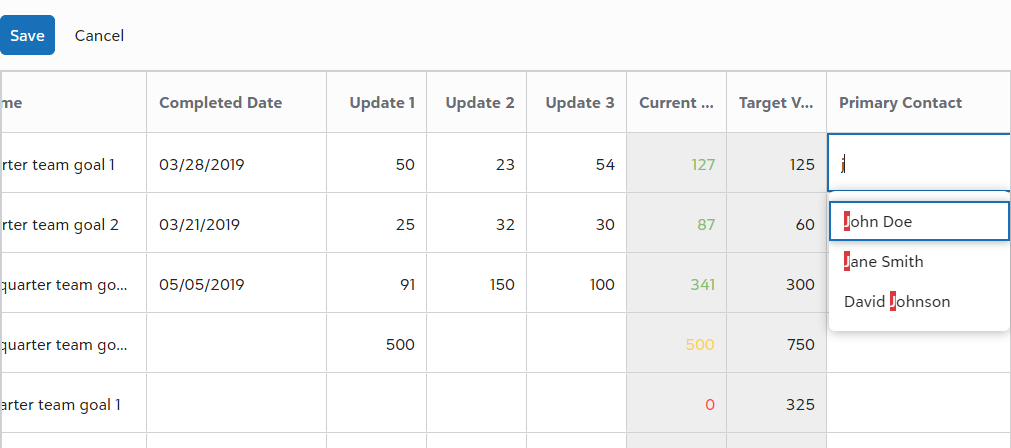 Save Cancel
me Completed Date Update 1 Update 2 Update 3 Current ... Target V... Primary Contact
rter team goal 1 03/28/2019 50 23 54 127 125 j
rter team goal 2 03/21/2019 25 32 30 87 60 John Doe
Jane Smith
quarter team go... 05/05/2019 91 150 100 341 300
David Johnson
quarter team go... 500 500 750
arter team goal 1 0 325